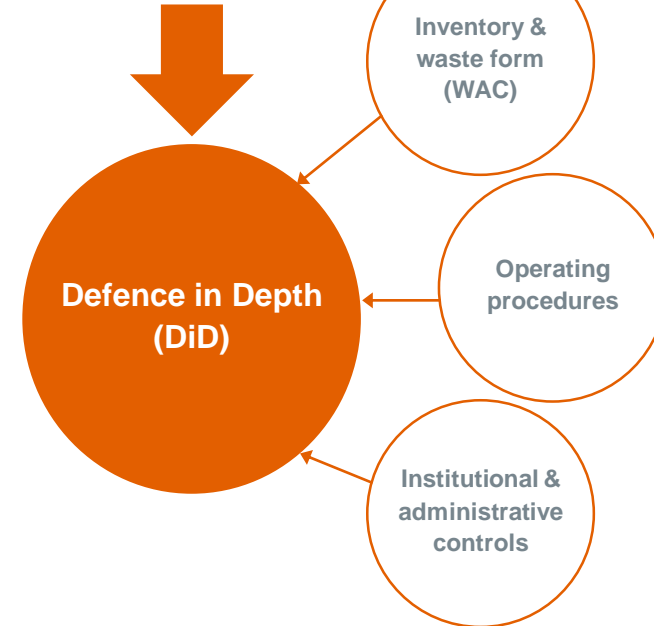 Inventory &
waste form
(WAC)
Defence in Depth
(DiD)
Operating
procedures
Institutional &
administrative
controls